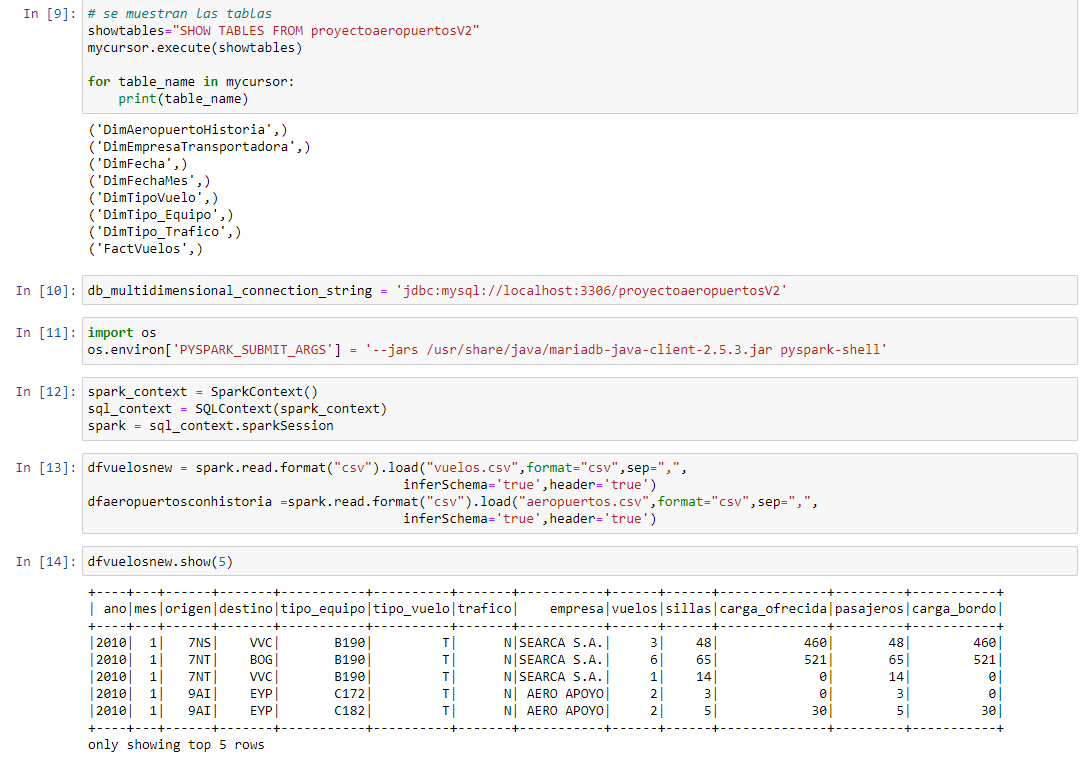 In [9]: # se muestran las tablas
showtables="SHOW TABLES FROM proyectoaeropuertosV2"
mycursor.execute(showtables)
for table_name in mycursor:
    print(table_name)
('DimAeropuertoHistoria',)
('DimEmpresaTransportadora',)
('DimFecha',)
('DimFechaMes',)
('DimTipoVuelo',)
('DimTipo_Equipo',)
('DimTipo_Trafico',)
('FactVuelos',)
In [10]: db_multidimensional_connection_string = 'jdbc:mysql://localhost:3306/proyectoaeropuertosV2'
In [11]: import os
os.environ['PYSPARK_SUBMIT_ARGS'] = '--jars /usr/share/java/mariadb-java-client-2.5.3.jar pyspark-shell'
In [12]: spark_context = SparkContext()
sql_context = SQLContext(spark_context)
spark = sql_context.sparkSession
In [13]: dfvuelosnew = spark.read.format("csv").load("vuelos.csv",format="csv",sep=",",
                                         inferSchema='true',header='true')
dfaeropuertosconhistoria =spark.read.format("csv").load("aeropuertos.csv",format="csv",sep=",",
                                         inferSchema='true',header='true')
In [14]: dfvuelosnew.show(5)
+----+---+------+-------+-----------+----------+-------+-----------+------+------+--------------+---------+-----------+
| ano|mes|origen|destino|tipo_equipo|tipo_vuelo|trafico|    empresa|vuelos|sillas|carga_ofrecida|pasajeros|carga_bordo|
+----+---+------+-------+-----------+----------+-------+-----------+------+------+--------------+---------+-----------+
|2010|  1|   7NS|    VVC|       B190|         T|      N|SEARCA S.A.|     3|    48|           460|       48|        460|
|2010|  1|   7NT|    BOG|       B190|         T|      N|SEARCA S.A.|     6|    65|           521|       65|        521|
|2010|  1|   7NT|    VVC|       B190|         T|      N|SEARCA S.A.|     1|    14|             0|       14|          0|
|2010|  1|   9AI|    EYP|       C172|         T|      N| AERO APOYO|     2|     3|             0|        3|          0|
|2010|  1|   9AI|    EYP|       C182|         T|      N| AERO APOYO|     2|     5|            30|        5|         30|
+----+---+------+-------+-----------+----------+-------+-----------+------+------+--------------+---------+-----------+
only showing top 5 rows